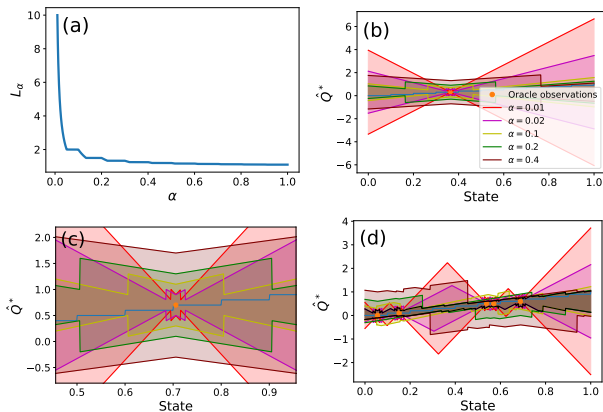 (a)
10
8
6
4
2
L_α
0.0 0.2 0.4 0.6 0.8 1.0
α
(b)
6
4
2
0
−2
−4
−6
Q̂*
Oracle observations
α = 0.01
α = 0.02
α = 0.1
α = 0.2
α = 0.4
0.0 0.2 0.4 0.6 0.8 1.0
State
(c)
2.0
1.5
1.0
0.5
0.0
−0.5
Q̂*
0.5 0.6 0.7 0.8 0.9
State
(d)
4
3
2
1
0
−1
−2
Q̂*
0.0 0.2 0.4 0.6 0.8 1.0
State